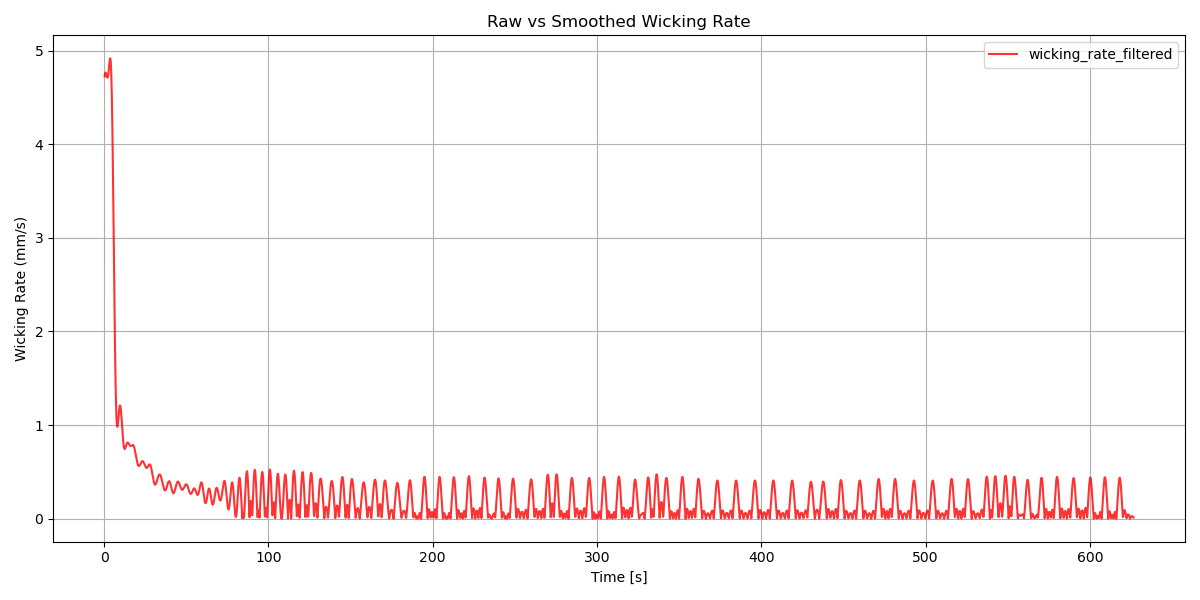 Raw vs Smoothed Wicking Rate
wicking_rate_filtered
Wicking Rate (mm/s)
5
4
3
2
1
0
0 100 200 300 400 500 600
Time [s]